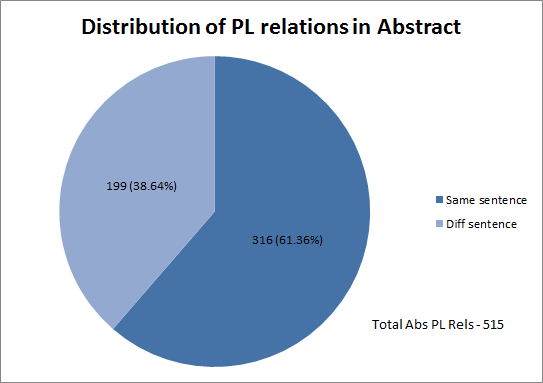 Distribution of PL relations in Abstract
199 (38.64%)
316 (61.36%)
Same sentence
Diff sentence
Total Abs PL Rels - 515